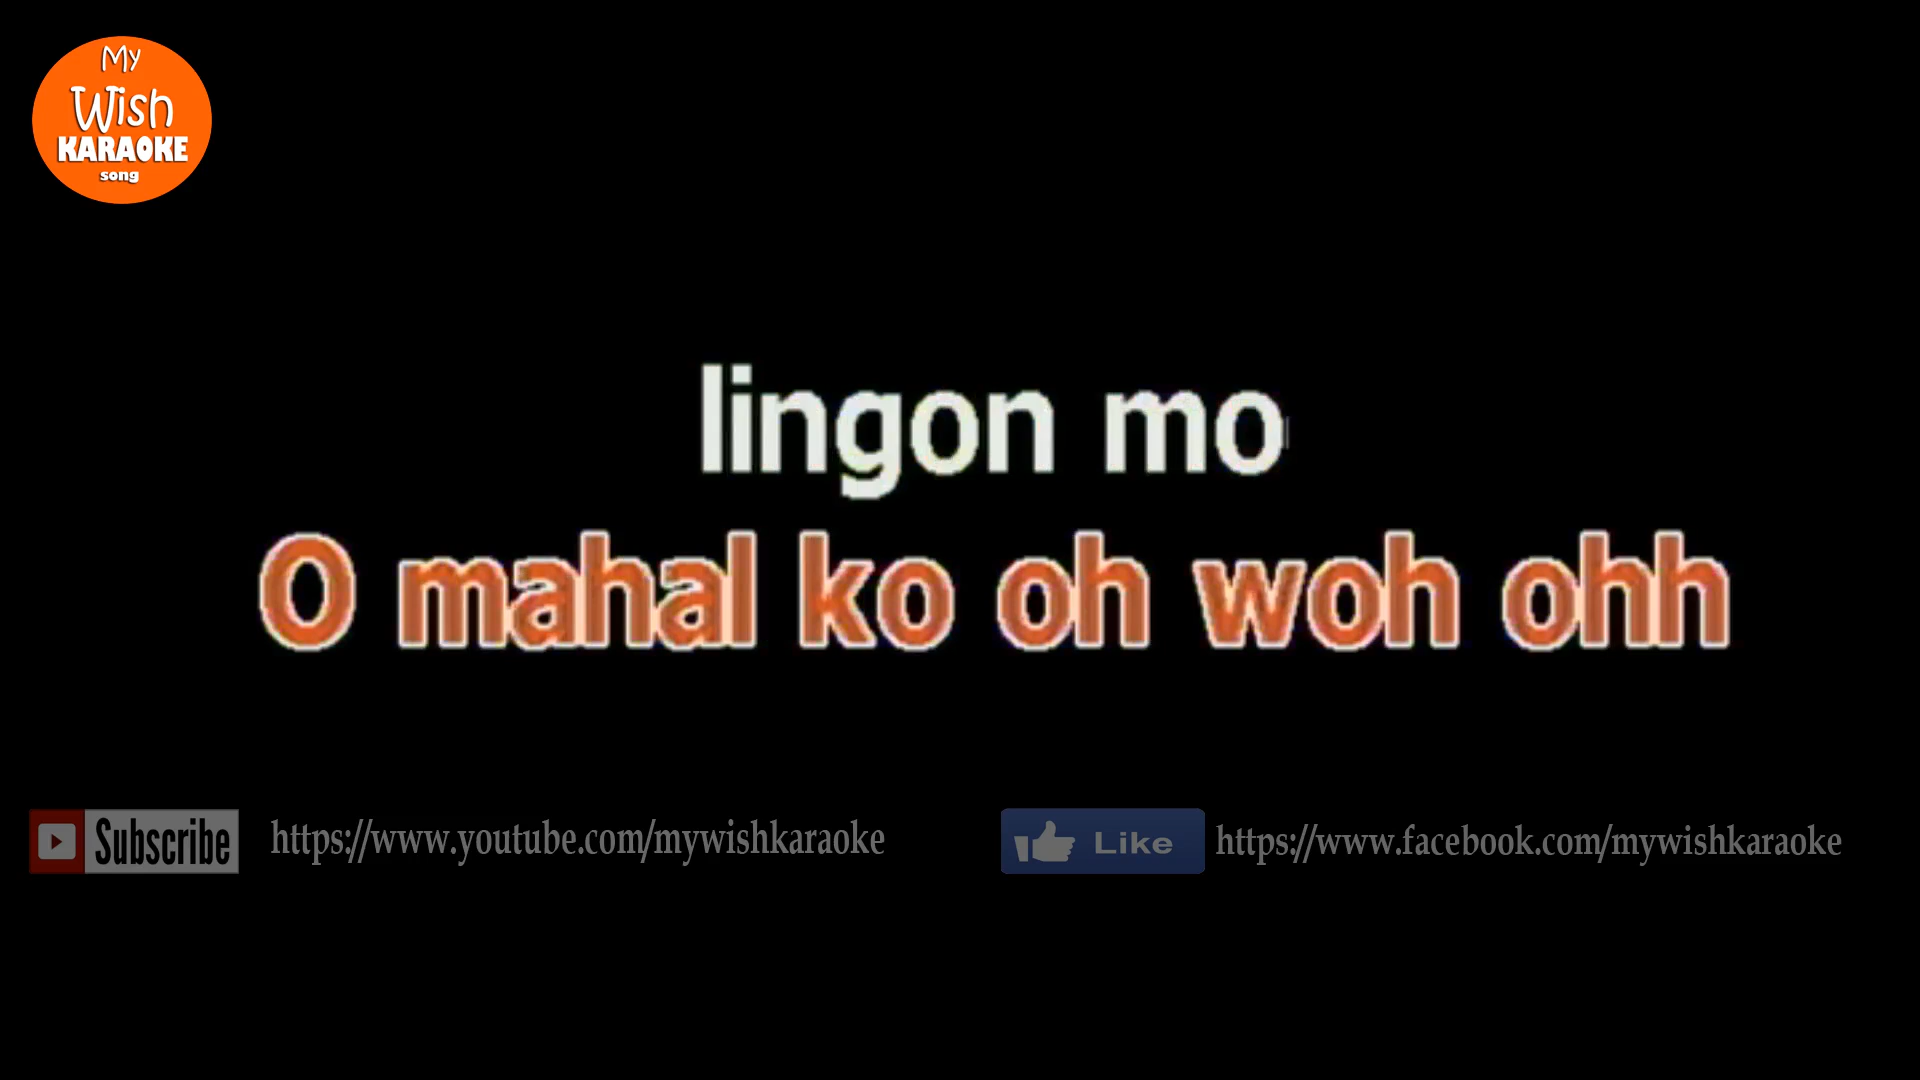 My
Wish
KARAOKE
song
lingon mo
O mahal ko oh woh ohh
Subscribe https://www.youtube.com/mywishkaraoke
Like https://www.facebook.com/mywishkaraoke